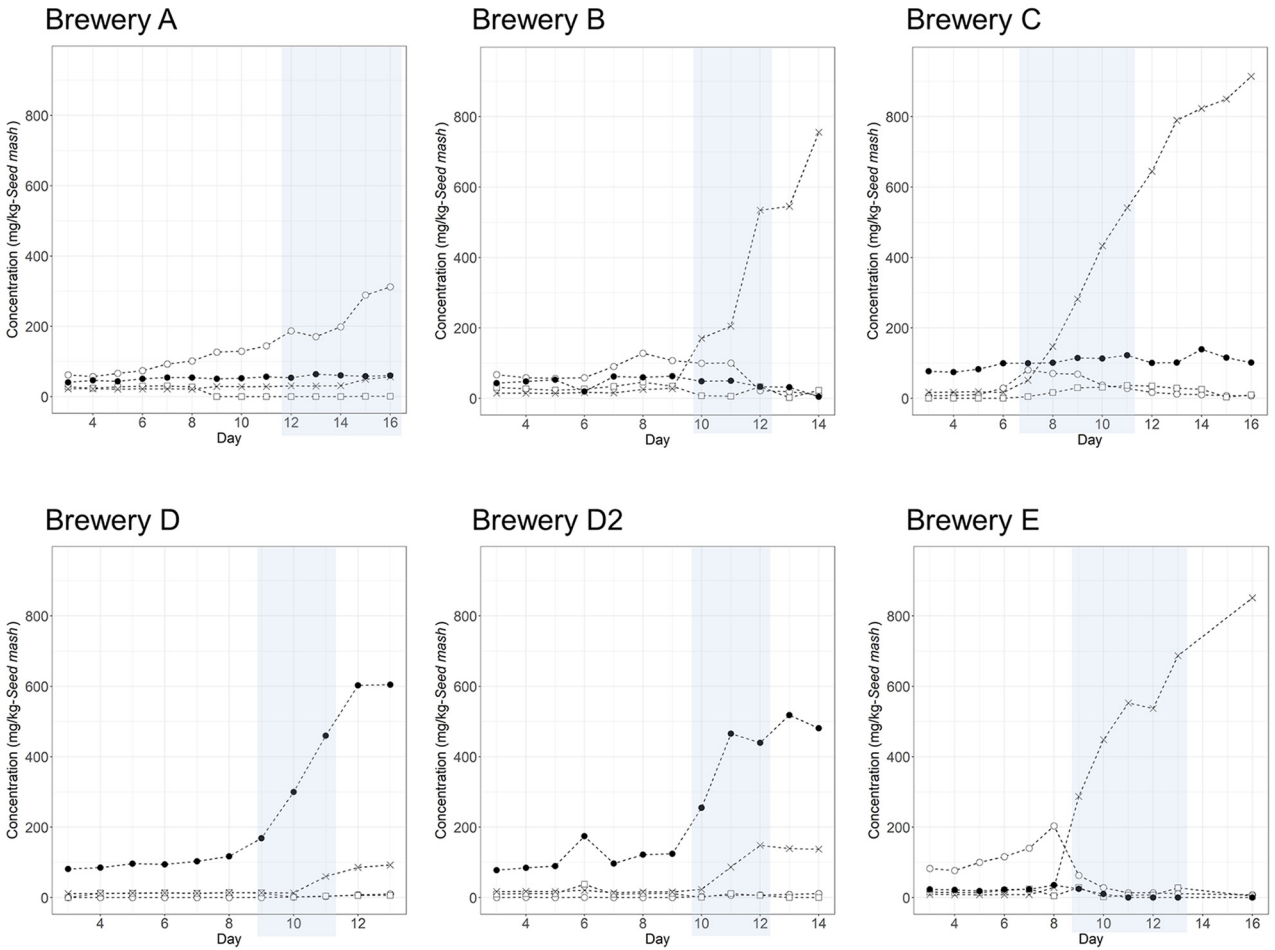 Brewery A
Brewery B
Brewery C
Concentration (mg/kg-Seed mash)
800
600
400
200
0
4 6 8 10 12 14 16
Day
Concentration (mg/kg-Seed mash)
800
600
400
200
0
4 6 8 10 12 14
Day
Concentration (mg/kg-Seed mash)
800
600
400
200
0
4 6 8 10 12 14 16
Day
Brewery D
Brewery D2
Brewery E
Concentration (mg/kg-Seed mash)
800
600
400
200
0
4 6 8 10 12
Day
Concentration (mg/kg-Seed mash)
800
600
400
200
0
4 6 8 10 12 14
Day
Concentration (mg/kg-Seed mash)
800
600
400
200
0
4 6 8 10 12 14 16
Day